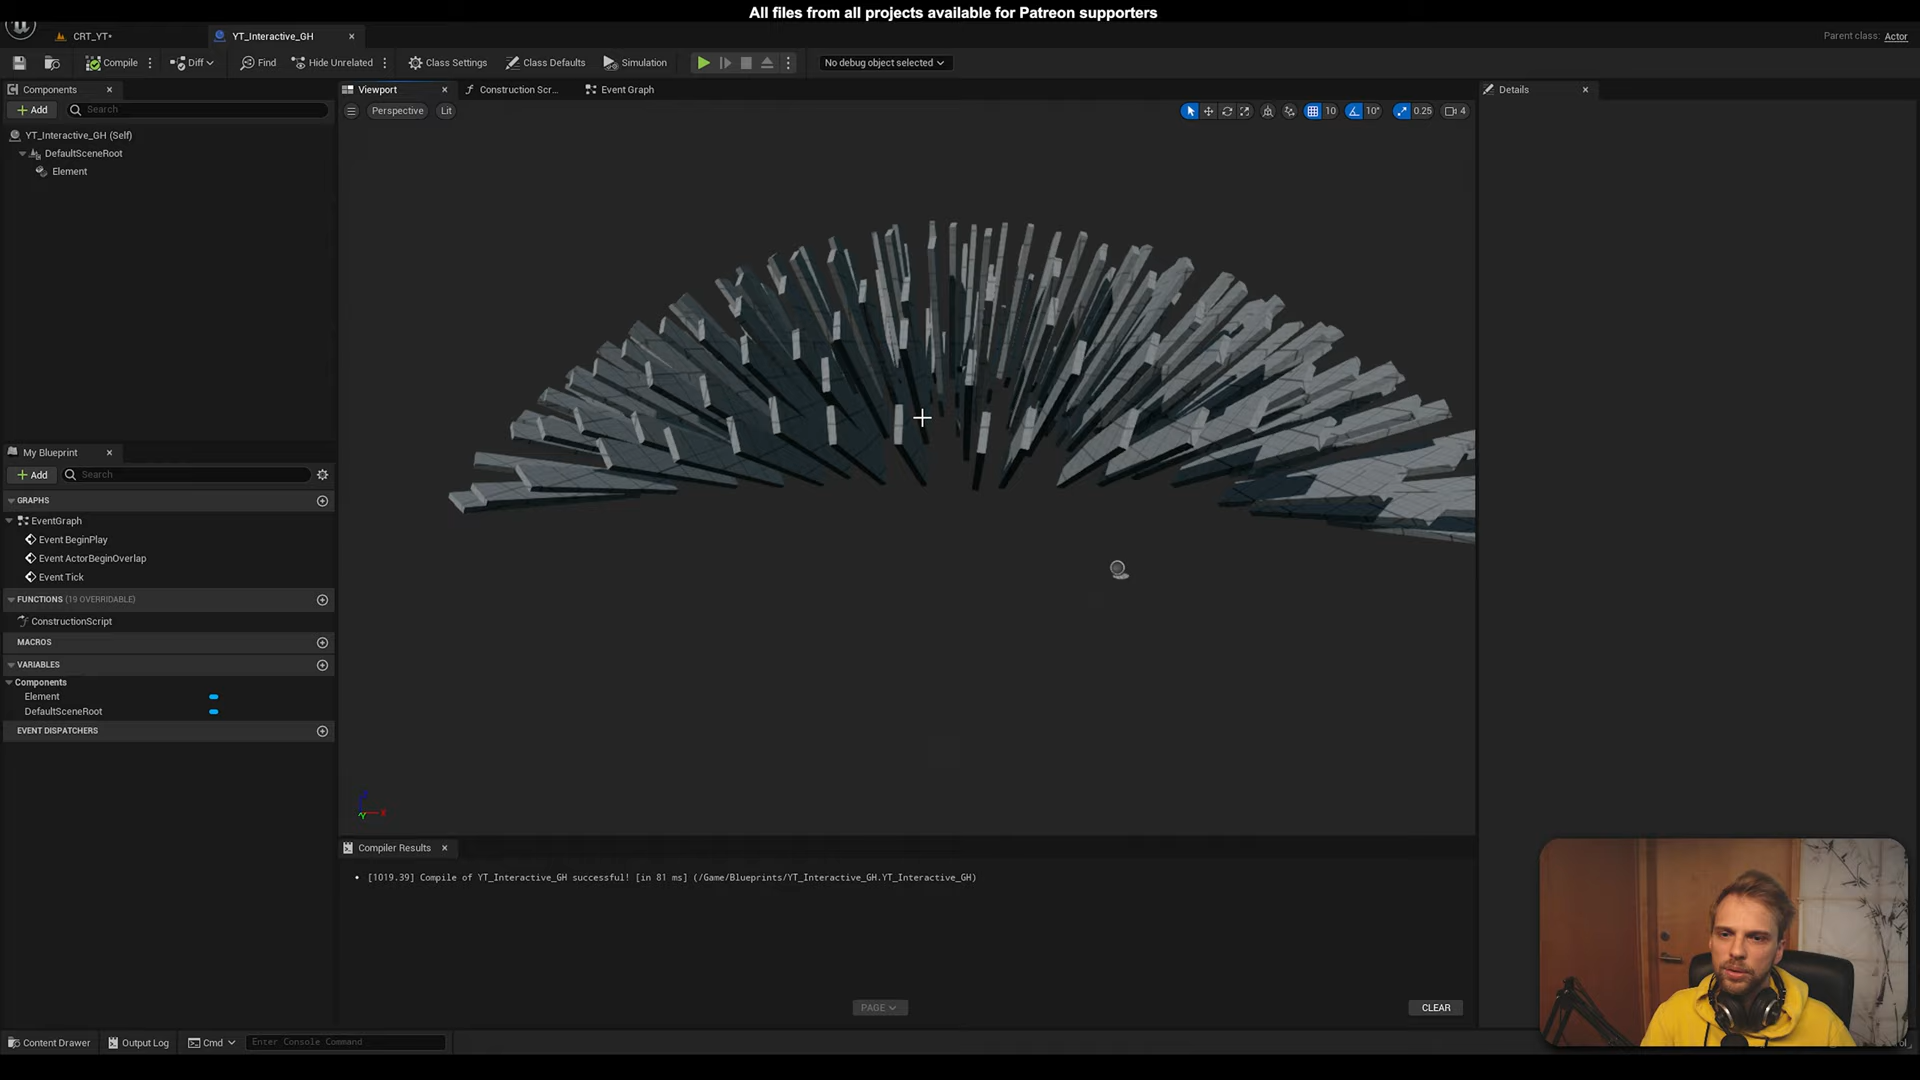 All files from all projects available for Patreon supporters
CRT_YT*
YT_Interactive_GH
Parent class: Actor
Compile
Diff
Find
Hide Unrelated
Class Settings
Class Defaults
Simulation
No debug object selected
Components
Viewport
Construction Scr...
Event Graph
Details
Add
Search
Perspective
Lit
10
10°
0.25
4
YT_Interactive_GH (Self)
DefaultSceneRoot
Element
My Blueprint
Add
Search
GRAPHS
EventGraph
Event BeginPlay
Event ActorBeginOverlap
Event Tick
FUNCTIONS (19 OVERRIDABLE)
ConstructionScript
MACROS
VARIABLES
Components
Element
DefaultSceneRoot
EVENT DISPATCHERS
X
Compiler Results
[1019.39] Compile of YT_Interactive_GH successful! [in 81 ms] (/Game/Blueprints/YT_Interactive_GH.YT_Interactive_GH)
PAGE
CLEAR
Content Drawer
Output Log
Cmd
Enter Console Command